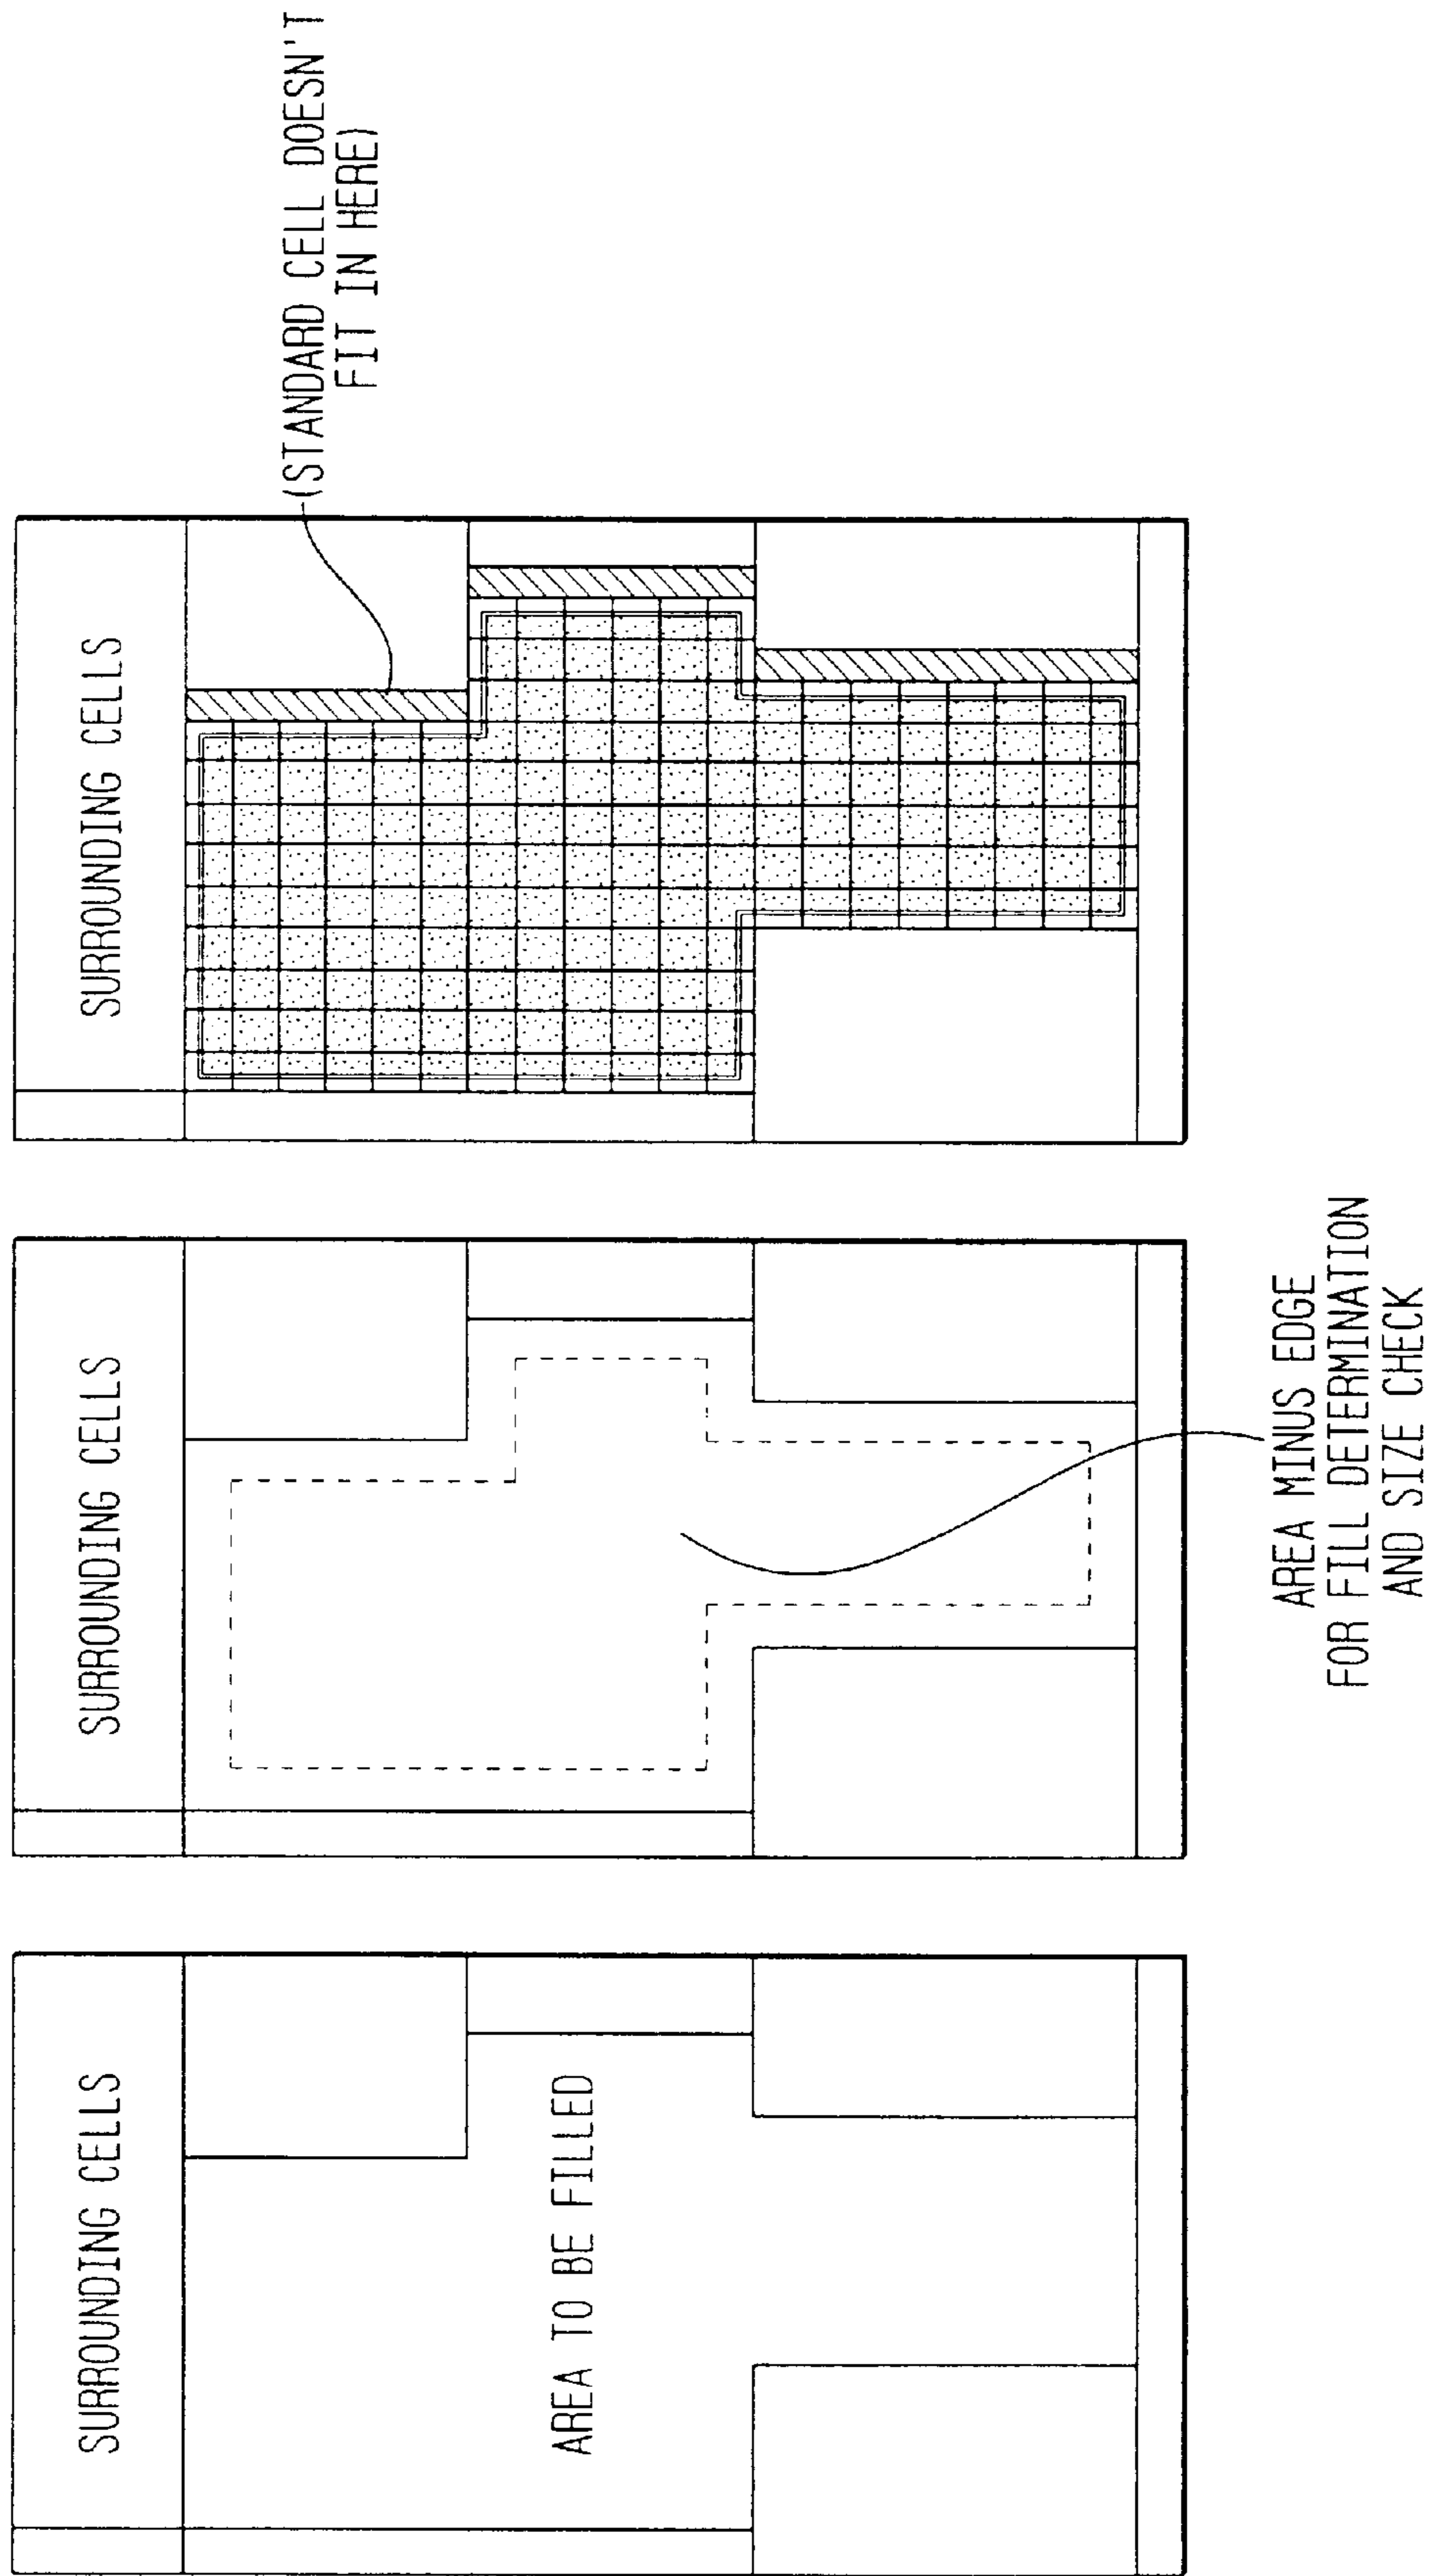 SURROUNDING CELLS
AREA TO BE FILLED
SURROUNDING CELLS
AREA MINUS EDGE
FOR FILL DETERMINATION
AND SIZE CHECK
SURROUNDING CELLS
(STANDARD CELL DOESN'T
FIT IN HERE)